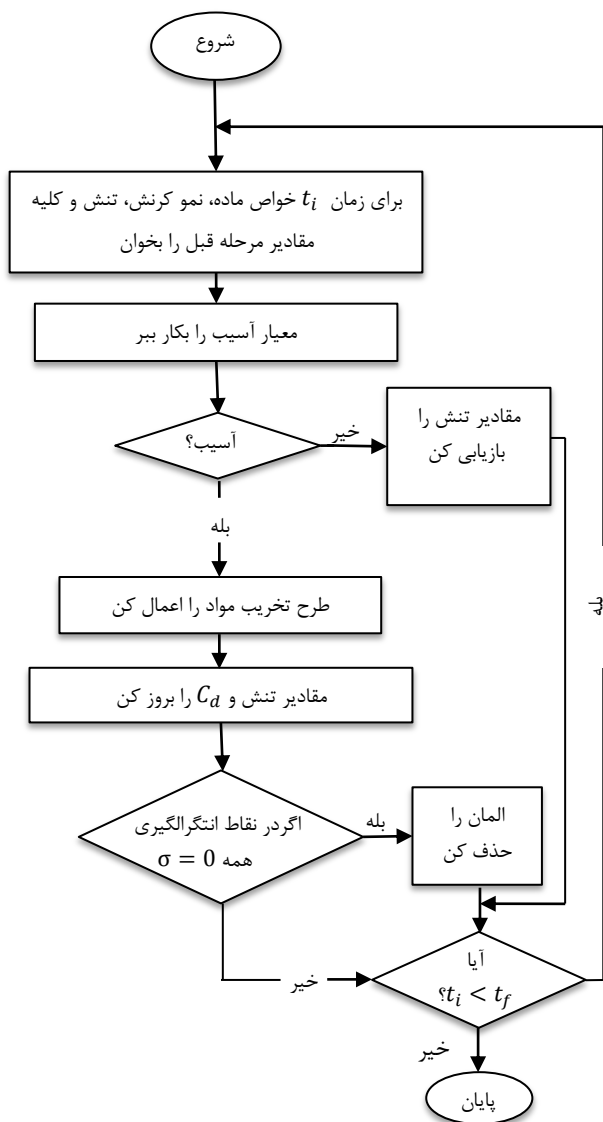 شروع
برای زمان $t_i$ خواص ماده، نمو کرنش، تنش و کلیه
مقادیر مرحله قبل را بخوان
معیار آسیب را بکار ببر
آسیب؟
خیر
مقادیر تنش را
بازیابی کن
بله
طرح تخریب مواد را اعمال کن
مقادیر تنش و $C_d$ را بروز کن
اگردر نقاط انتگرالگیری
همه σ = 0
بله
المان را
حذف کن
خیر
آیا
$t_i < t_f$؟
بله
خیر
پایان